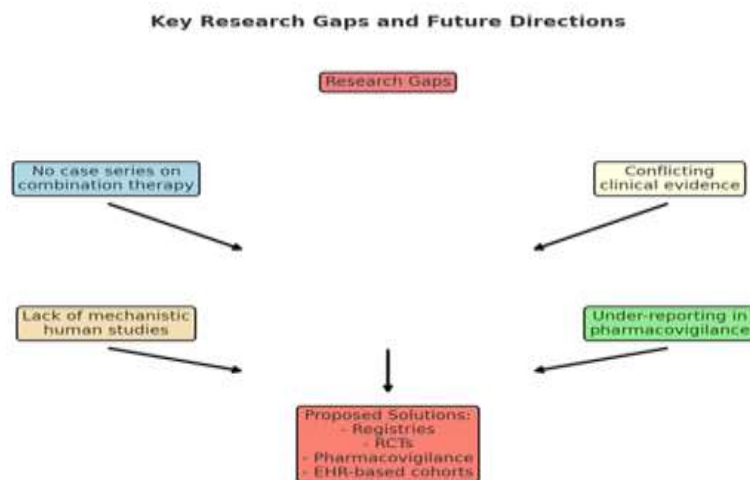 Key Research Gaps and Future Directions
Research Gaps
No case series on
combination therapy
Conflicting
clinical evidence
Lack of mechanistic
human studies
Under-reporting in
pharmacovigilance
Proposed Solutions:
- Registries
- RCTs
- Pharmacovigilance
- EHR-based cohorts